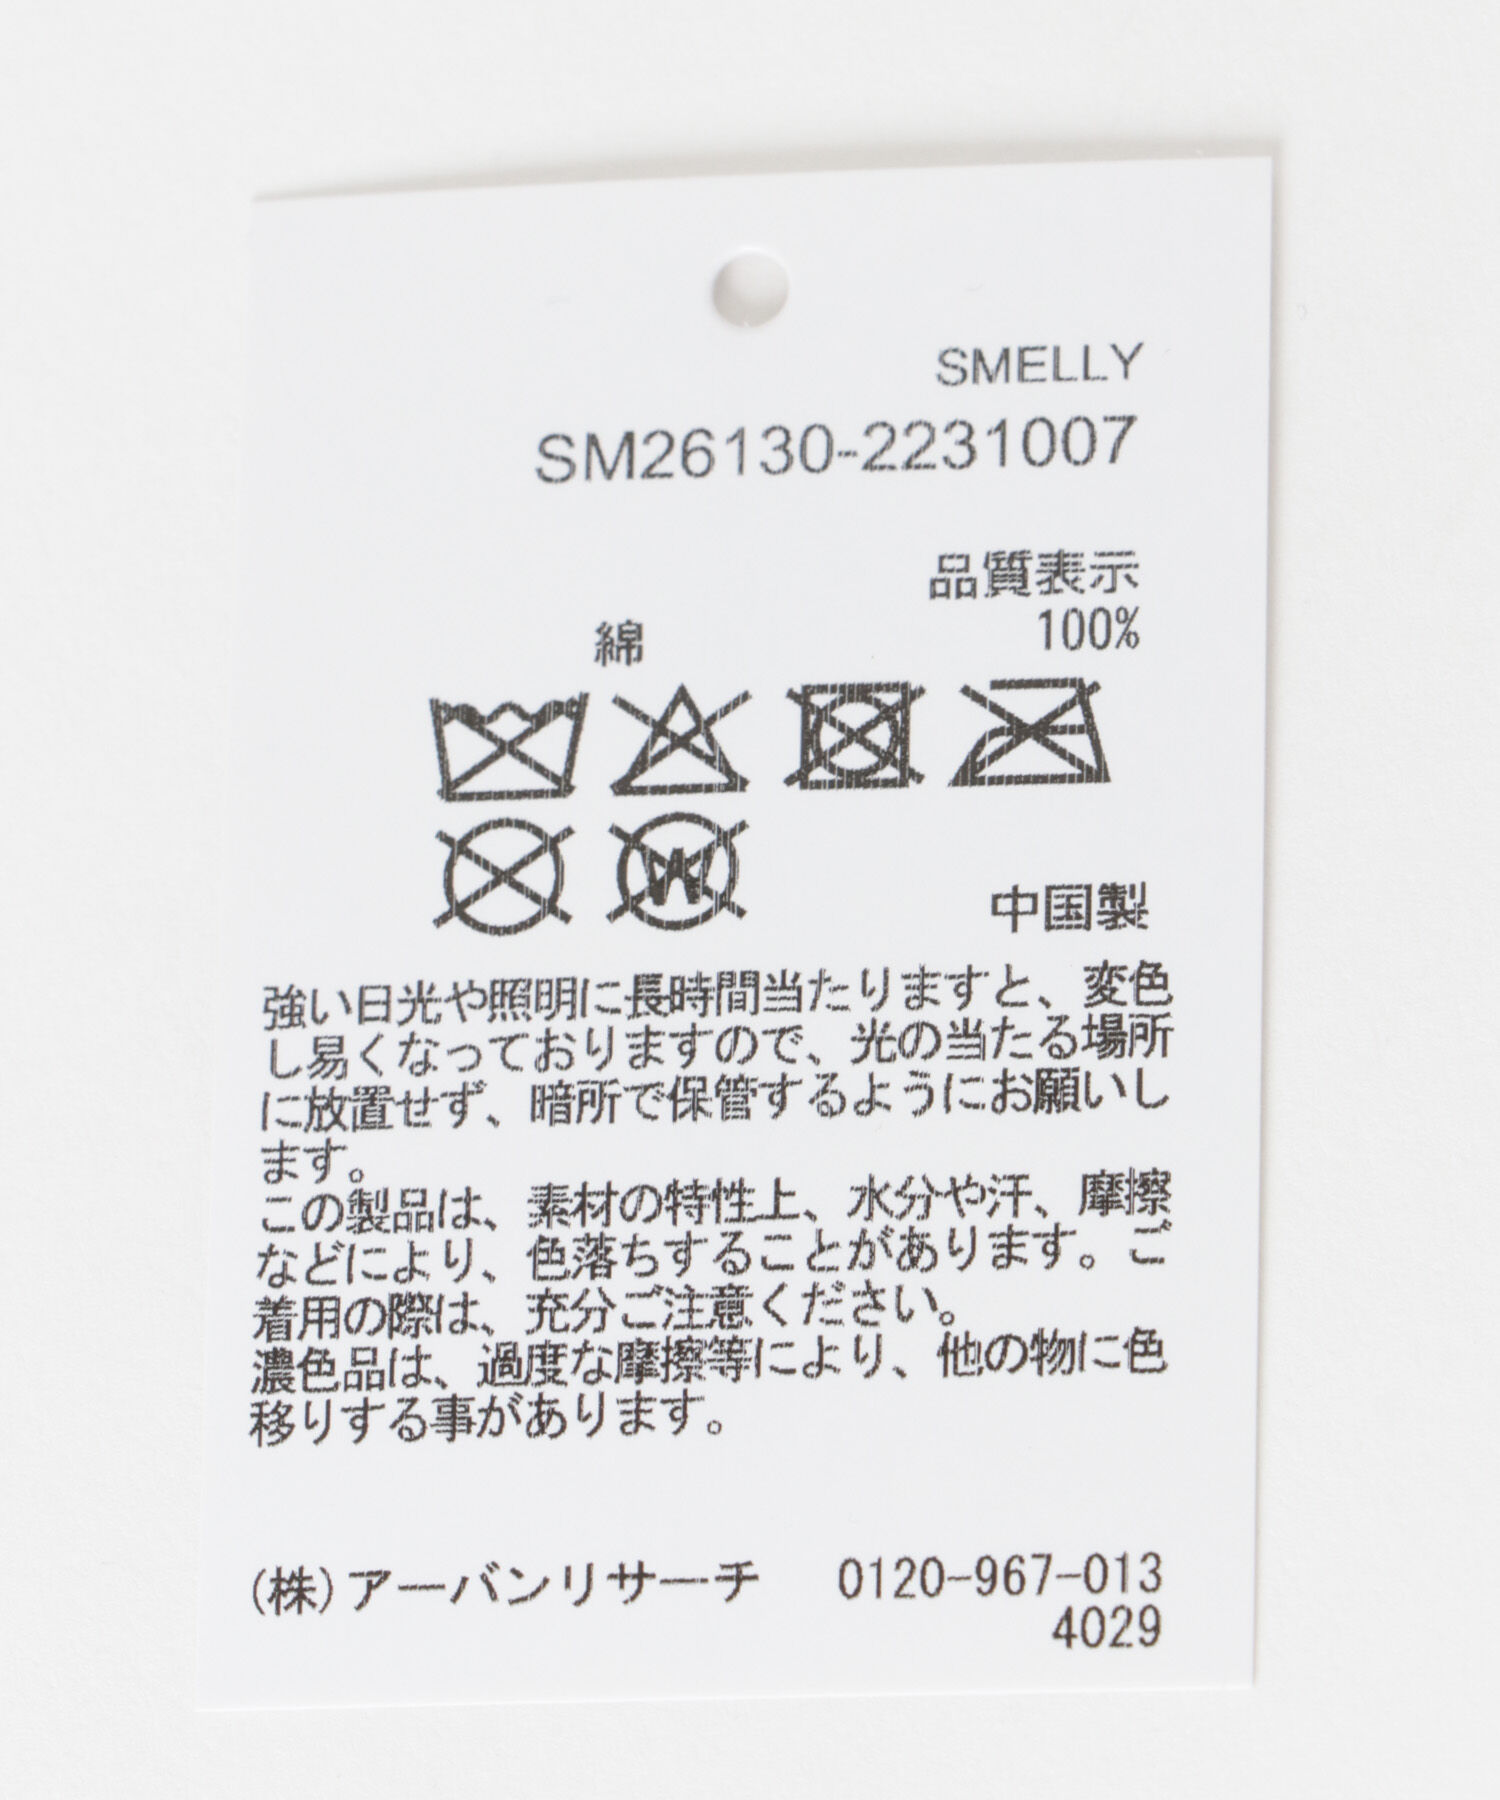 SMELLY
SM26130-2231007
品質表示
綿 100%
W
中国製
強い日光や照明に長時間当たりますと、変色
し易くなっておりますので、光の当たる場所
に放置せず、暗所で保管するようにお願いし
ます。
この製品は、素材の特性上、水分や汗、摩擦
などにより、色落ちすることがあります。ご
着用の際は、充分ご注意ください。
濃色品は、過度な摩擦等により、他の物に色
移りする事があります。
(株)アーバンリサーチ 0120-967-013
4029